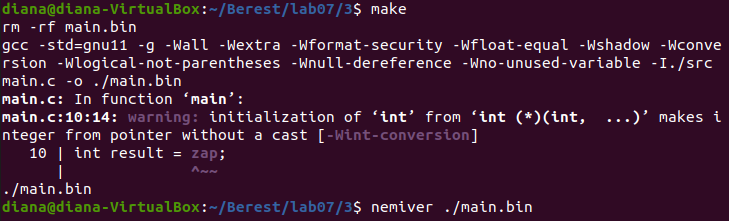 diana@diana-VirtualBox:~/Berest/lab07/3$ make
rm -rf main.bin
gcc -std=gnu11 -g -Wall -Wextra -Wformat-security -Wfloat-equal -Wshadow -Wconve
rsion -Wlogical-not-parentheses -Wnull-dereference -Wno-unused-variable -I./src
main.c -o ./main.bin
main.c: In function ‘main’:
main.c:10:14: warning: initialization of ‘int’ from ‘int (*)(int,  ...)’ makes i
nteger from pointer without a cast [-Wint-conversion]
   10 | int result = zap;
      |              ^~~
./main.bin
diana@diana-VirtualBox:~/Berest/lab07/3$ nemiver ./main.bin